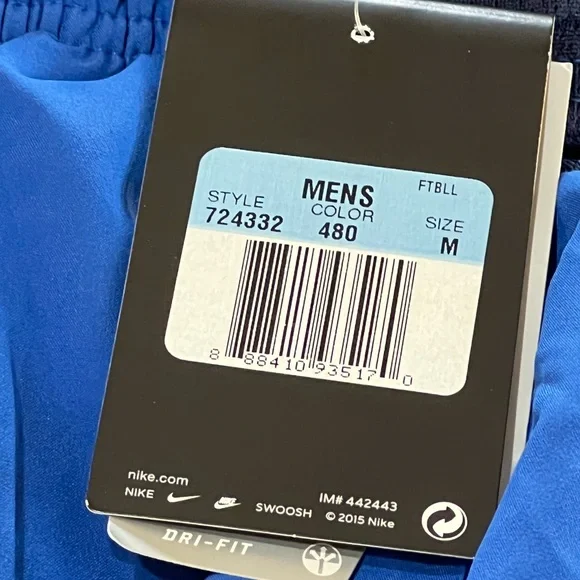 MENS FTBLL
STYLE COLOR SIZE
724332 480 M
8 88410 93517 0
nike.com
NIKE SWOOSH
IM# 442443
© 2015 Nike
DRI-FIT